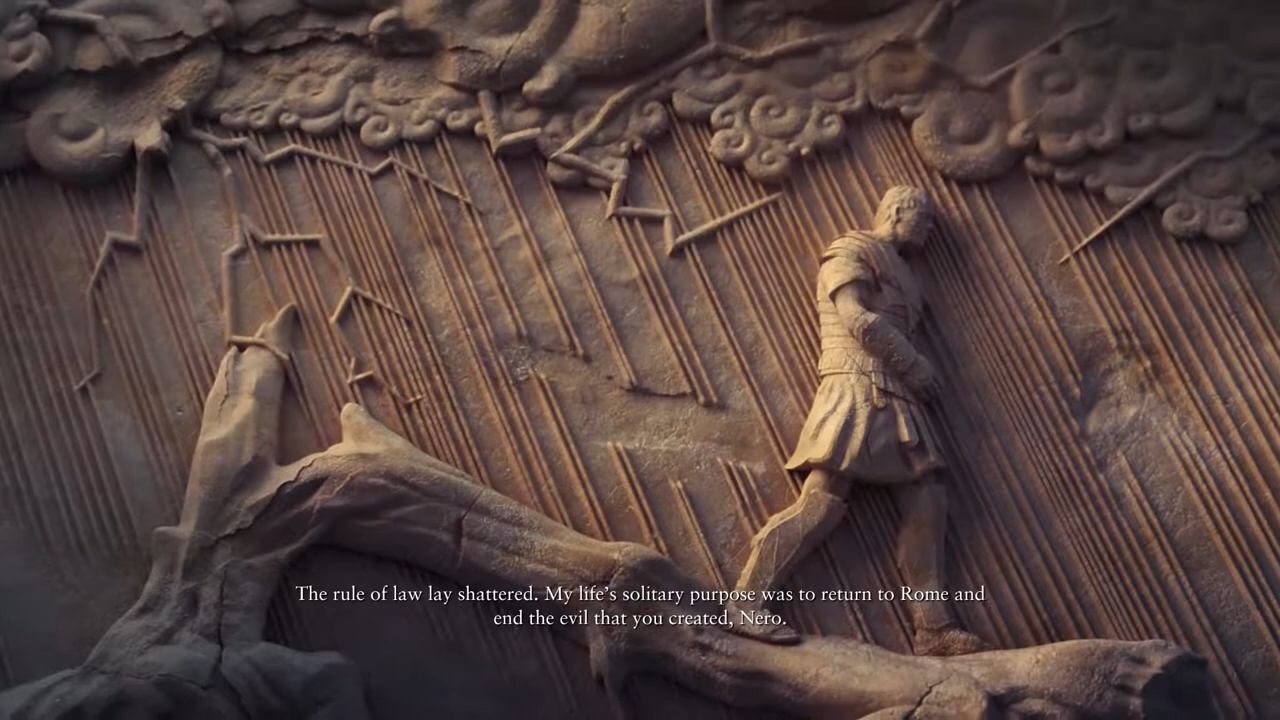 The rule of law lay shattered. My life's solitary purpose was to return to Rome and
end the evil that you created, Nero.